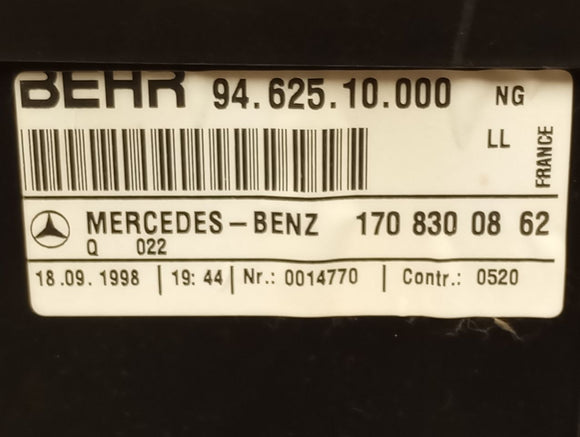 BEHR 94.625.10.000 NG
LL
FRANCE
MERCEDES-BENZ 170 830 08 62
Q 022
18.09.1998 | 19:44 | Nr.: 0014770 | Contr.: 0520